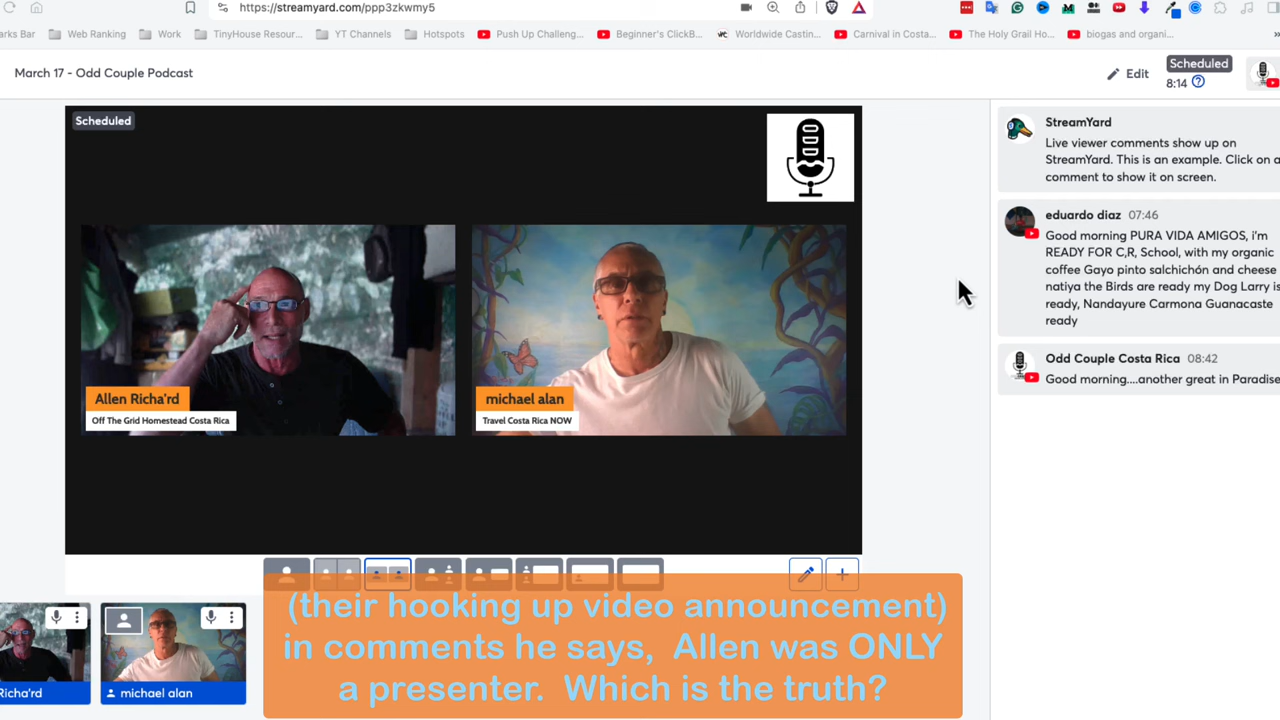 https://streamyard.com/ppp3zkwmy5
arks Bar
Web Ranking
Work
TinyHouse Resour...
YT Channels
Hotspots
Push Up Challeng...
Beginner's ClickB...
Worldwide Castin...
Carnival in Costa...
The Holy Grail Ho...
biogas and organi...
March 17 - Odd Couple Podcast
Edit
Scheduled
8:14
Scheduled
ODD
Allen Richa'rd
Off The Grid Homestead Costa Rica
michael alan
Travel Costa Rica NOW
StreamYard
Live viewer comments show up on
StreamYard. This is an example. Click on a
comment to show it on screen.
eduardo diaz 07:46
Good morning PURA VIDA AMIGOS, i'm
READY FOR C,R, School, with my organic
coffee Gayo pinto salchichón and cheese
natiya the Birds are ready my Dog Larry is
ready, Nandayure Carmona Guanacaste
ready
Odd Couple Costa Rica 08:42
Good morning....another great in Paradise
Richa'rd
michael alan
(their hooking up video announcement)
in comments he says, Allen was ONLY
a presenter. Which is the truth?